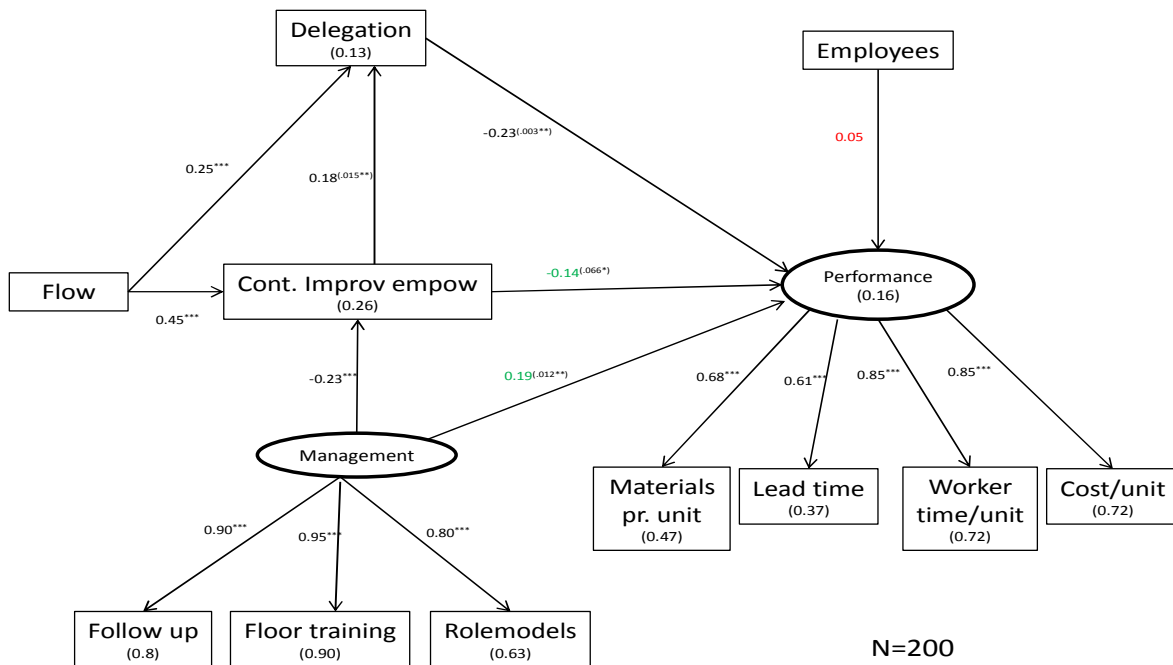 Delegation
(0.13)
Employees
-0.23(.003**)
0.05
0.25***
0.18(.015**)
Flow
Cont. Improv empow
(0.26)
-0.14(.066*)
Performance
(0.16)
0.45***
-0.23***
0.19(.012**)
0.68***
0.61***
0.85***
0.85***
Management
Materials
pr. unit
(0.47)
Lead time
(0.37)
Worker
time/unit
(0.72)
Cost/unit
(0.72)
0.90***
0.95***
0.80***
Follow up
(0.8)
Floor training
(0.90)
Rolemodels
(0.63)
N=200